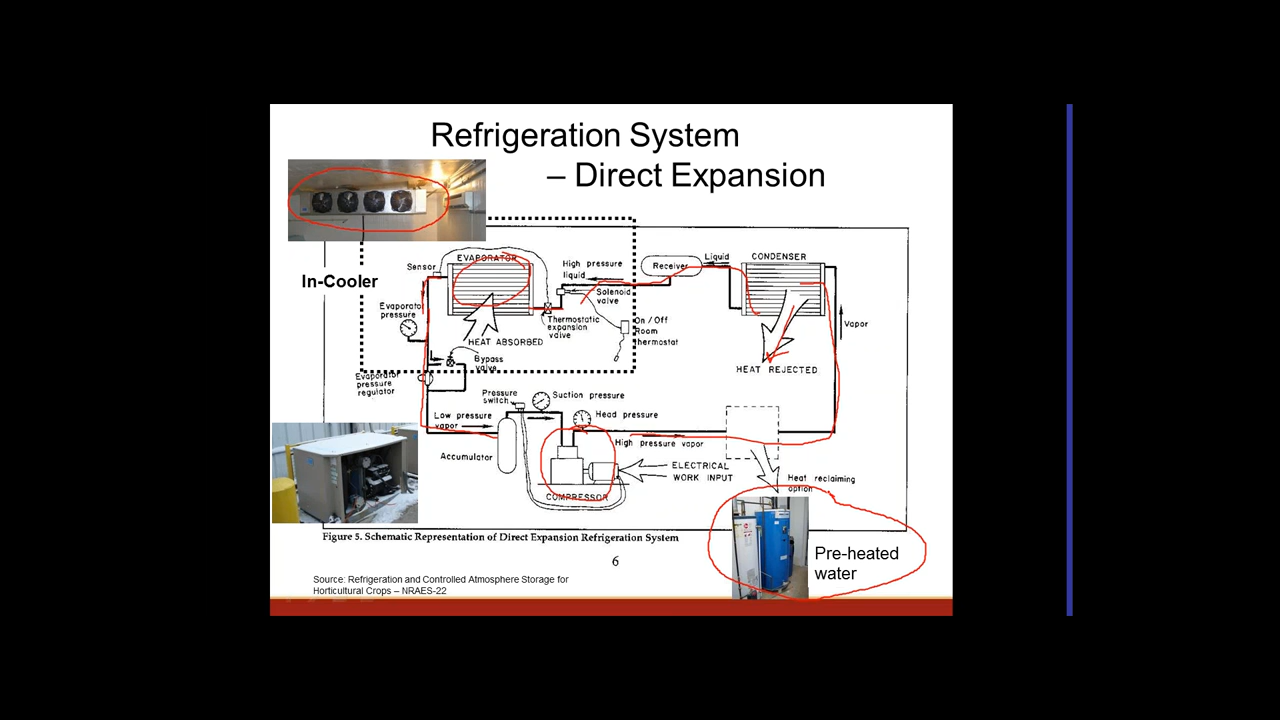 Refrigeration System
– Direct Expansion
In-Cooler
Sensor
EVAPORATOR
High pressure
liquid
Receiver
Liquid
CONDENSER
Solenoid
valve
Evaporato
pressure
Thermostatic
expansion
valve
On / Off
Room
thermostat
Vapor
HEAT ABSORBED
Bypass
valve
HEAT REJECTED
Evaporator
pressure
regulator
Pressure
switch
Suction pressure
Low pressure
vapor
Head pressure
High pressure vapor
Accumulator
ELECTRICAL
WORK INPUT
COMPRESSOR
Heat reclaiming
option
Figure 5. Schematic Representation of Direct Expansion Refrigeration System
6
Pre-heated
water
Source: Refrigeration and Controlled Atmosphere Storage for
Horticultural Crops – NRAES-22